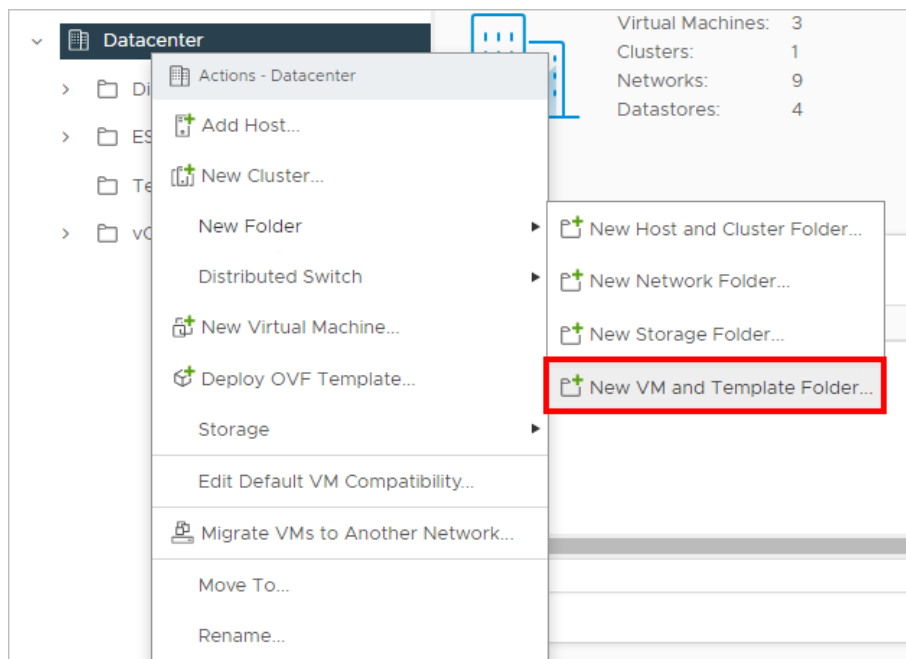 Datacenter
Virtual Machines: 3
Clusters: 1
Networks: 9
Datastores: 4
Actions - Datacenter
Add Host...
New Cluster...
New Folder
Distributed Switch
New Virtual Machine...
Deploy OVF Template...
Storage
Edit Default VM Compatibility...
Migrate VMs to Another Network...
Move To...
Rename...
New Host and Cluster Folder...
New Network Folder...
New Storage Folder...
New VM and Template Folder...